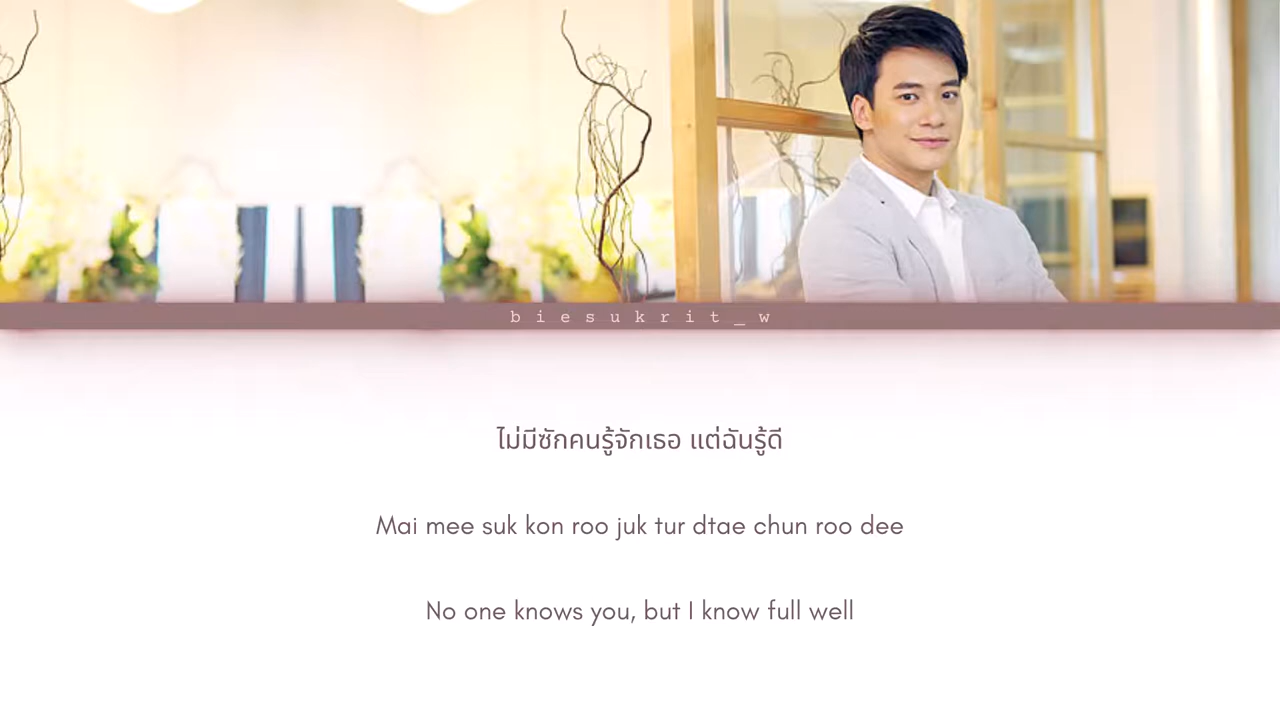 b i e s u k r i t _ w
ไม่มีซักคนรู้จักเธอ แต่ฉันรู้ดี
Mai mee suk kon roo juk tur dtae chun roo dee
No one knows you, but I know full well